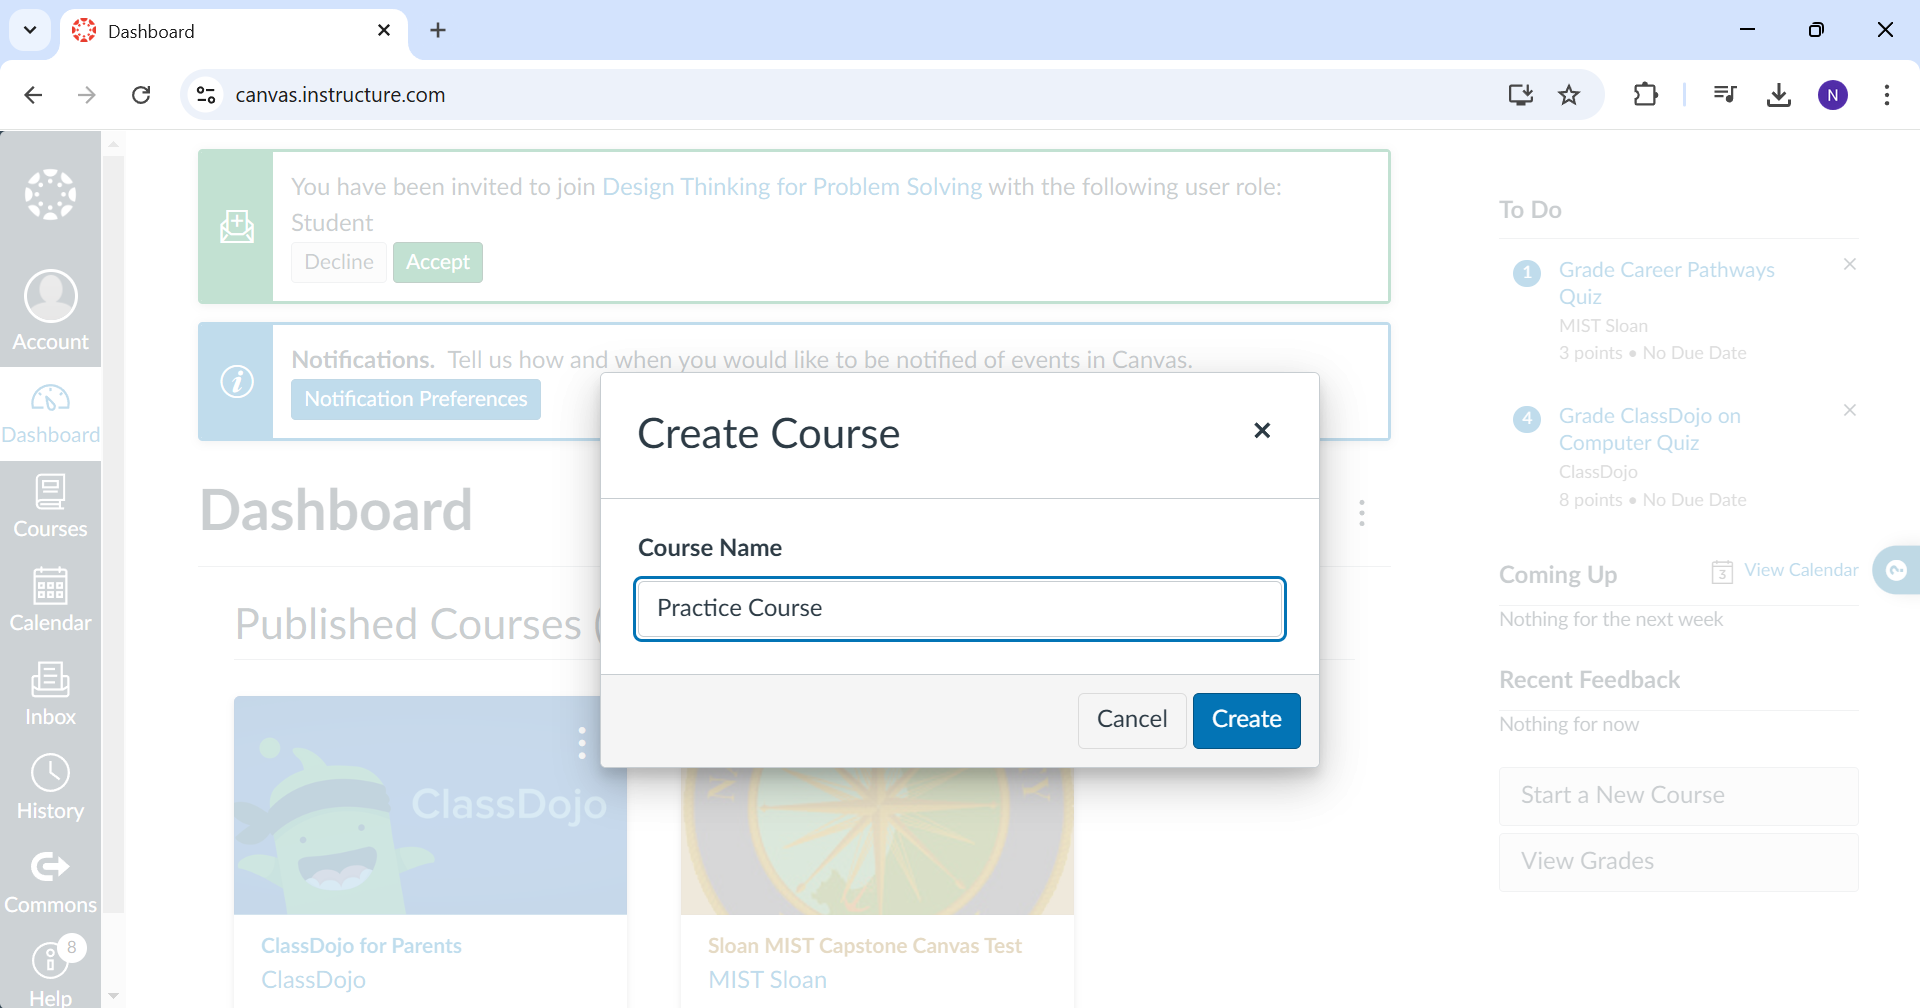 Dashboard
canvas.instructure.com
N
Account
Dashboard
Courses
Calendar
Inbox
History
Commons
8
Help
You have been invited to join Design Thinking for Problem Solving with the following user role:
Student
Decline
Accept
Notifications. Tell us how and when you would like to be notified of events in Canvas.
Notification Preferences
Dashboard
Published Courses (
Create Course
Course Name
Practice Course
Cancel
Create
ClassDojo
ClassDojo for Parents
ClassDojo
N
Y
Sloan MIST Capstone Canvas Test
MIST Sloan
To Do
1
Grade Career Pathways
Quiz
MIST Sloan
3 points • No Due Date
4
Grade ClassDojo on
Computer Quiz
ClassDojo
8 points • No Due Date
Coming Up
3
View Calendar
Nothing for the next week
Recent Feedback
Nothing for now
Start a New Course
View Grades